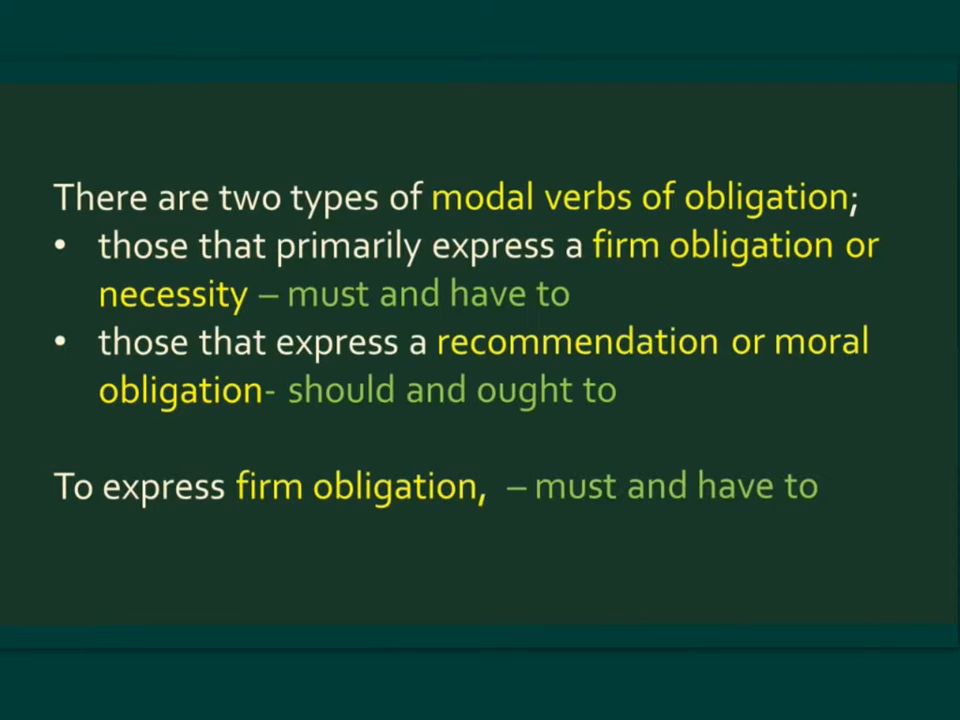 There are two types of modal verbs of obligation;
• those that primarily express a firm obligation or
necessity – must and have to
• those that express a recommendation or moral
obligation- should and ought to
To express firm obligation, – must and have to